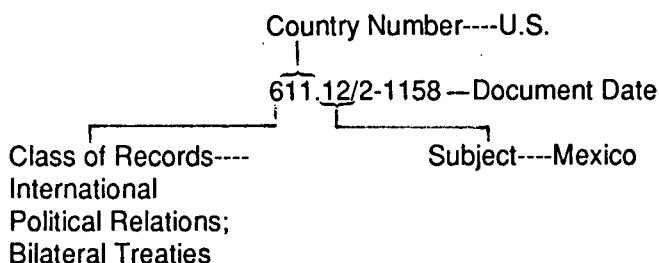 Country Number----U.S.
611.12/2-1158—Document Date
Class of Records----
International
Political Relations;
Bilateral Treaties
Subject----Mexico